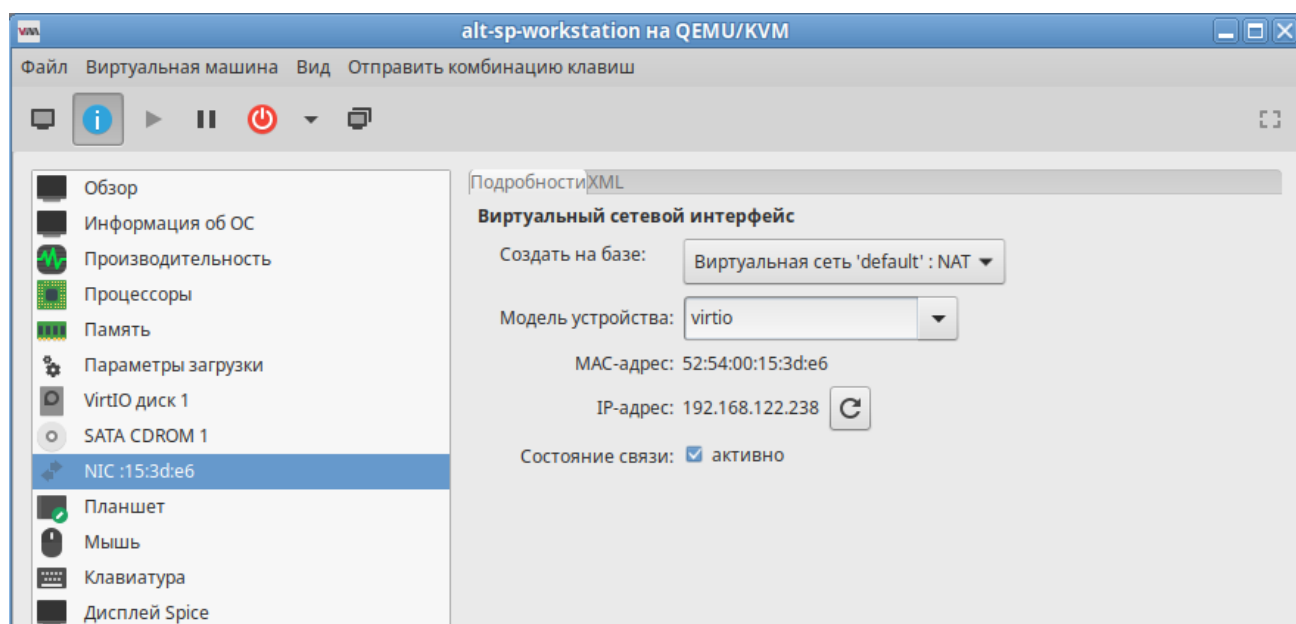 alt-sp-workstation на QEMU/KVM
Файл Виртуальная машина Вид Отправить комбинацию клавиш
Обзор
Информация об ОС
Производительность
Процессоры
Память
Параметры загрузки
VirtIO диск 1
SATA CDROM 1
NIC :15:3d:e6
Планшет
Мышь
Клавиатура
Дисплей Spice
Подробности XML
Виртуальный сетевой интерфейс
Создать на базе: Виртуальная сеть 'default' : NAT
Модель устройства: virtio
MAC-адрес: 52:54:00:15:3d:e6
IP-адрес: 192.168.122.238
Состояние связи: активно